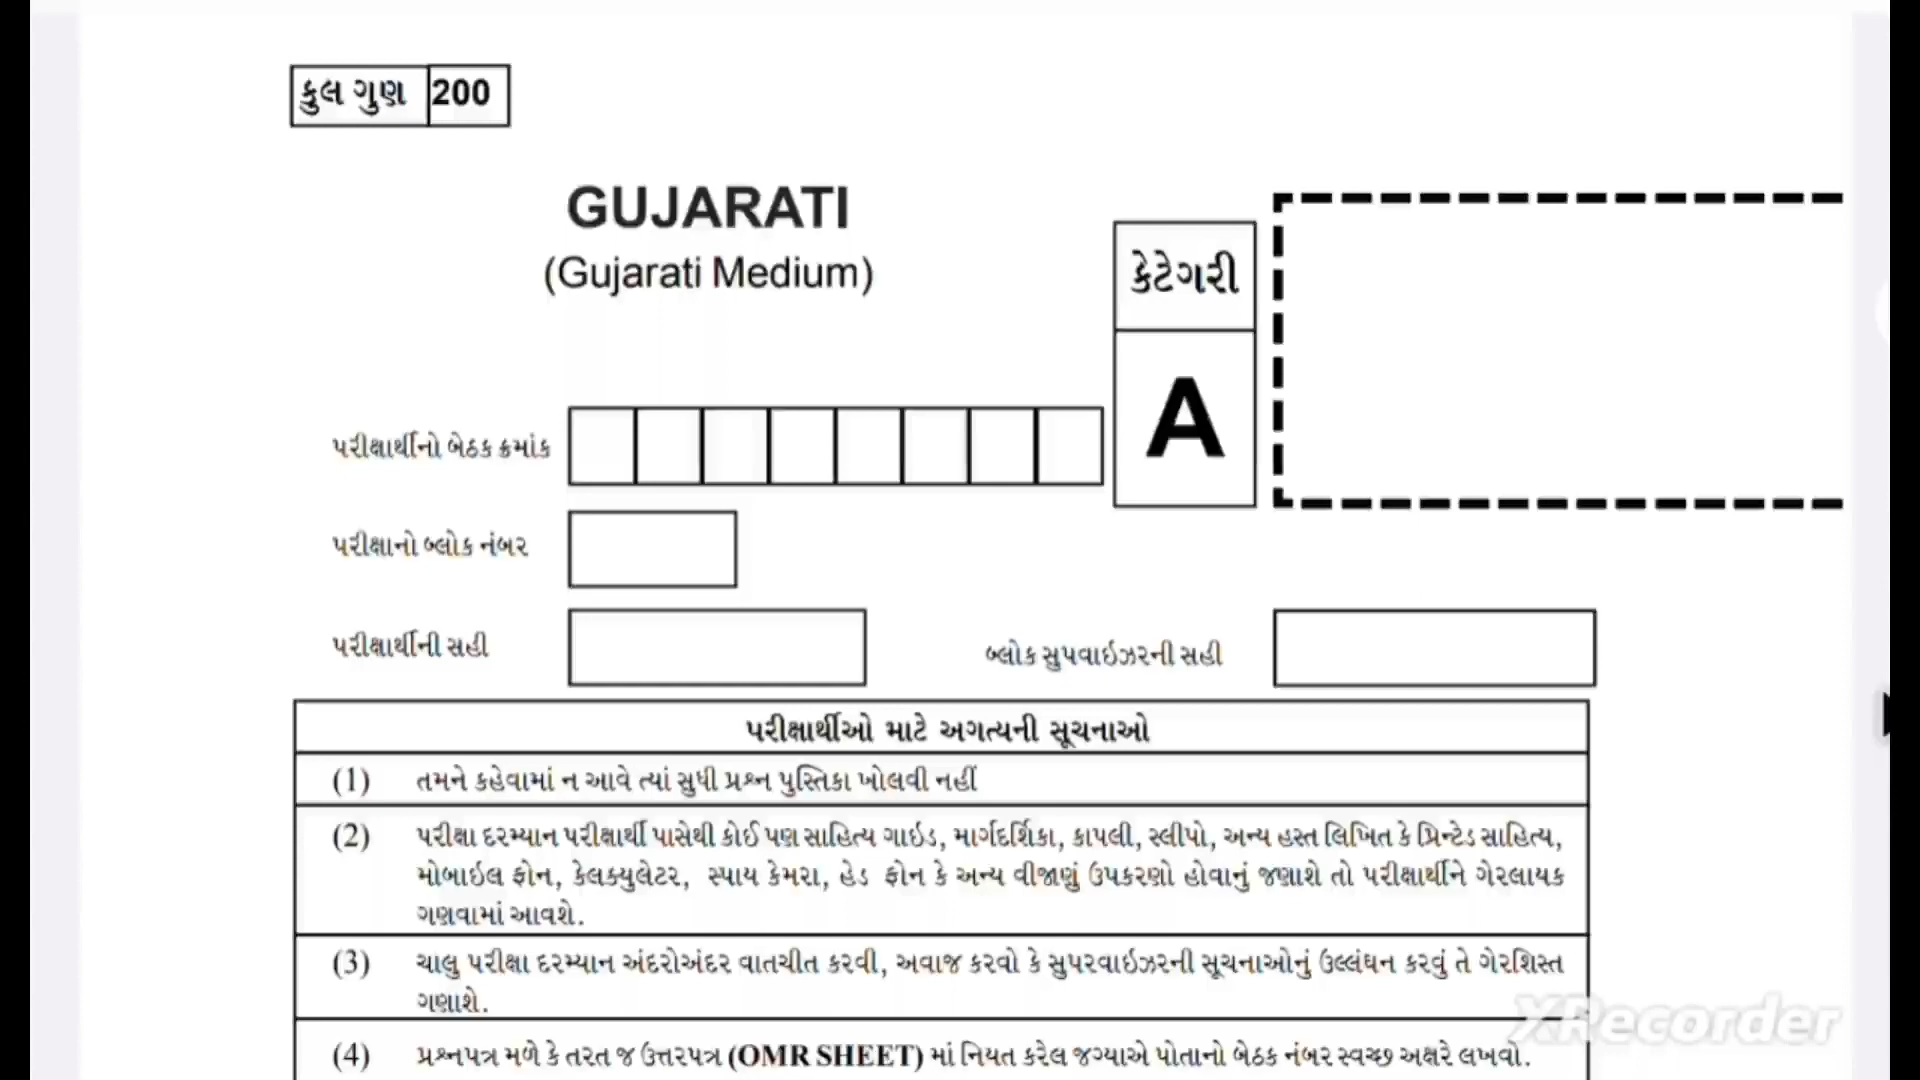 કુલ ગુણ 200
GUJARATI
(Gujarati Medium)
કેટેગરી
A
પરીક્ષાર્થીનો બેઠક ક્રમાંક
પરીક્ષાનો બ્લોક નંબર
પરીક્ષાર્થીની સહી
બ્લોક સુપવાઇઝરની સહી
પરીક્ષાર્થીઓ માટે અગત્યની સૂચનાઓ
(1) તમને કહેવામાં ન આવે ત્યાં સુધી પ્રશ્ન પુસ્તિકા ખોલવી નહીં
(2) પરીક્ષા દરમ્યાન પરીક્ષાર્થી પાસેથી કોઈ પણ સાહિત્ય ગાઇડ, માર્ગદર્શિકા, કાપલી, સ્લીપો, અન્ય હસ્ત લિખિત કે પ્રિન્ટેડ સાહિત્ય,
મોબાઇલ ફોન, કેલક્યુલેટર, સ્પાય કેમરા, હેડ ફોન કે અન્ય વીજાણું ઉપકરણો હોવાનું જણાશે તો પરીક્ષાર્થીને ગેરલાયક
ગણવામાં આવશે.
(3) ચાલુ પરીક્ષા દરમ્યાન અંદરોઅંદર વાતચીત કરવી, અવાજ કરવો કે સુપરવાઇઝરની સૂચનાઓનું ઉલ્લંઘન કરવું તે ગેરશિસ્ત
ગણાશે.
(4) પ્રશ્નપત્ર મળે કે તરત જ ઉત્તરપત્ર (OMR SHEET) માં નિયત કરેલ જગ્યાએ પોતાનો બેઠક નંબર સ્વચ્છ અક્ષરે લખવો.
XRecorder